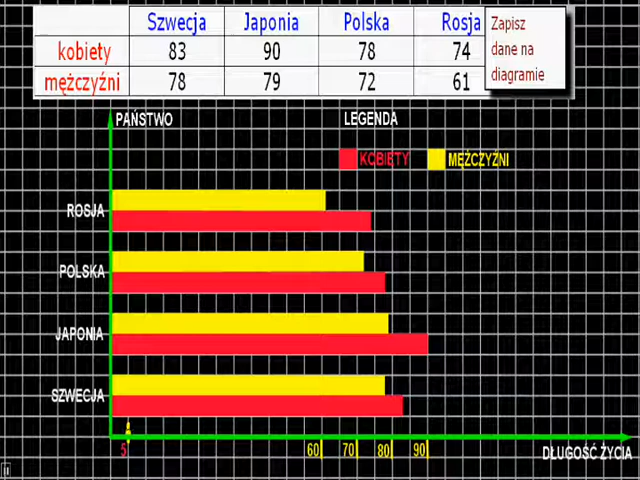 Szwecja Japonia Polska Rosja
kobiety 83 90 78 74
mężczyźni 78 79 72 61
Zapisz
dane na
diagramie
PAŃSTWO
LEGENDA
KOBIETY MĘŻCZYŹNI
ROSJA
POLSKA
JAPONIA
SZWECJA
5 60 70 80 90
DŁUGOŚĆ ŻYCIA